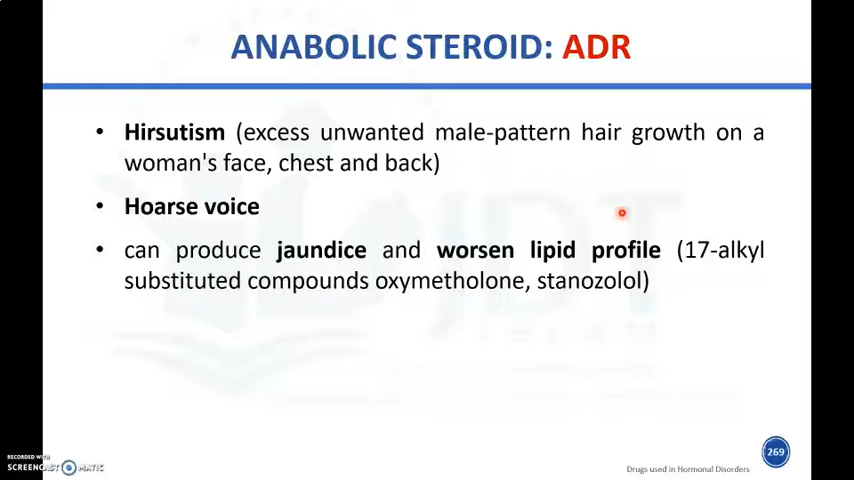 ANABOLIC STEROID: ADR
• Hirsutism (excess unwanted male-pattern hair growth on a
woman's face, chest and back)
• Hoarse voice
• can produce jaundice and worsen lipid profile (17-alkyl
substituted compounds oxymetholone, stanozolol)
JDT
ISLAM
RECORDED WITH
SCREENCAST MATIC
Drugs used in Hormonal Disorders
269